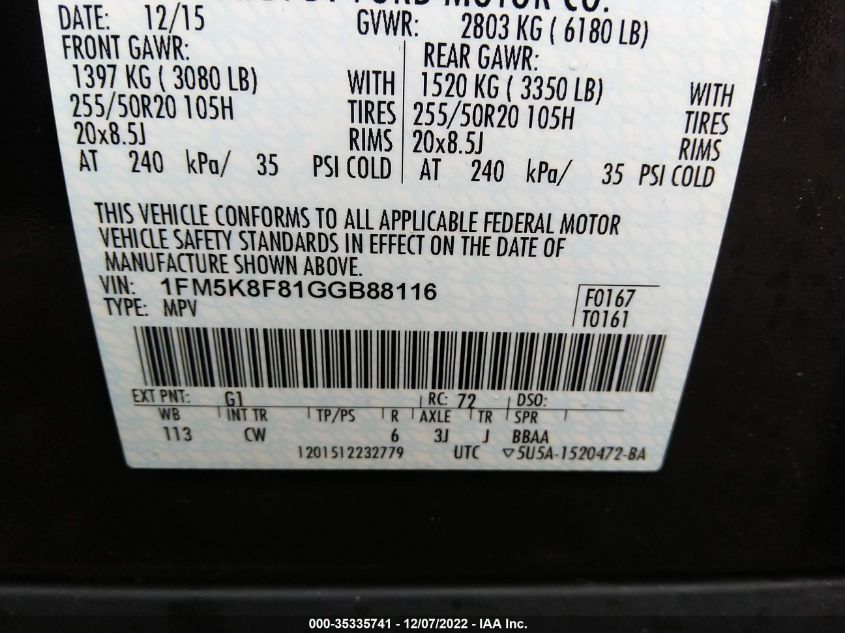 FORD MOTOR CO.
DATE: 12/15 GVWR: 2803 KG ( 6180 LB)
FRONT GAWR: REAR GAWR:
1397 KG ( 3080 LB) WITH 1520 KG ( 3350 LB) WITH
255/50R20 105H TIRES 255/50R20 105H TIRES
20x8.5J RIMS 20x8.5J RIMS
AT 240 kPa/ 35 PSI COLD AT 240 kPa/ 35 PSI COLD
THIS VEHICLE CONFORMS TO ALL APPLICABLE FEDERAL MOTOR
VEHICLE SAFETY STANDARDS IN EFFECT ON THE DATE OF
MANUFACTURE SHOWN ABOVE.
VIN: 1FM5K8F81GGB88116 F0167
TYPE: MPV T0161
EXT PNT: G1 RC: 72 DSO:
WB INT TR TP/PS R AXLE TR SPR
113 CW 6 3J J BBAA
1201512232779 UTC ▽5U5A-1520472-BA
000-35335741 - 12/07/2022 - IAA Inc.